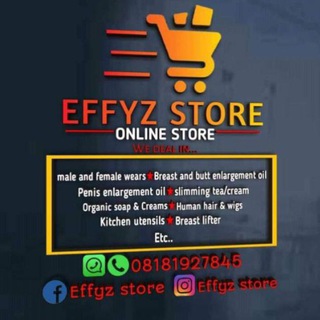 EFFYZ STORE
ONLINE STORE
WE DEAL IN...
male and female wears★Breast and butt enlargement oil
Penis enlargement oil★slimming tea/cream
Organic soap & Creams★Human hair & wigs
Kitchen utensils★Breast lifter
Etc..
08181927845
Effyz store Effyz store